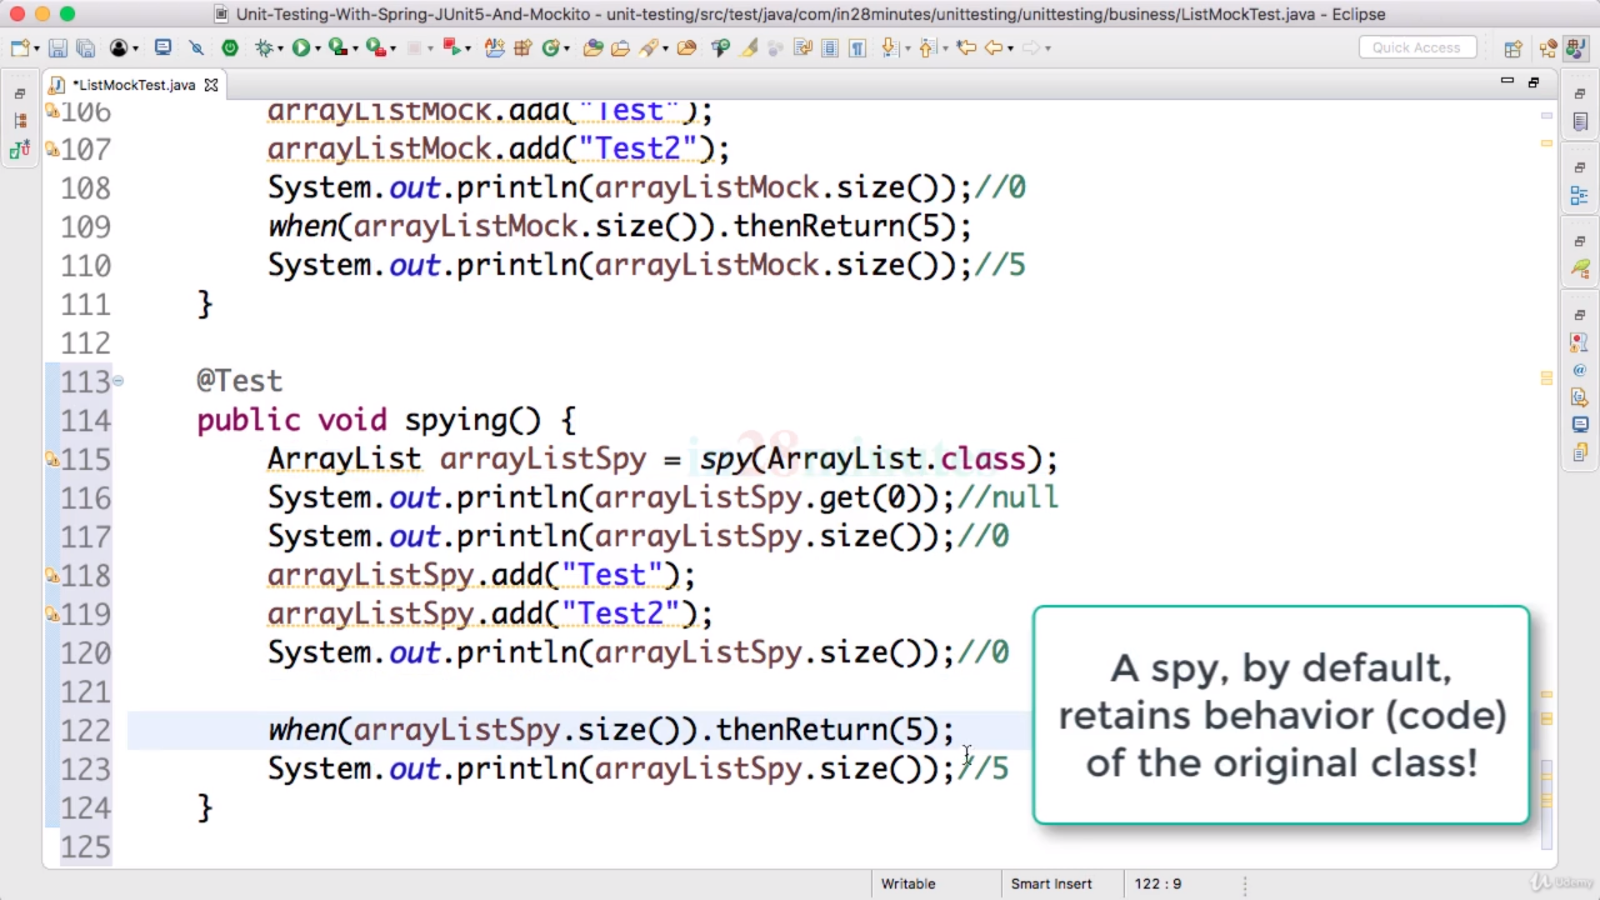 Unit-Testing-With-Spring-JUnit5-And-Mockito - unit-testing/src/test/java/com/in28minutes/unittesting/unittesting/business/ListMockTest.java - Eclipse
Quick Access
*ListMockTest.java
106 arrayListMock.add("Test");
107 arrayListMock.add("Test2");
108 System.out.println(arrayListMock.size());//0
109 when(arrayListMock.size()).thenReturn(5);
110 System.out.println(arrayListMock.size());//5
111 }
112
113 @Test
114 public void spying() {
115 ArrayList arrayListSpy = spy(ArrayList.class);
116 System.out.println(arrayListSpy.get(0));//null
117 System.out.println(arrayListSpy.size());//0
118 arrayListSpy.add("Test");
119 arrayListSpy.add("Test2");
120 System.out.println(arrayListSpy.size());//0
121
122 when(arrayListSpy.size()).thenReturn(5);
123 System.out.println(arrayListSpy.size());//5
124 }
125
A spy, by default,
retains behavior (code)
of the original class!
Writable
Smart Insert
122 : 9
Udemy